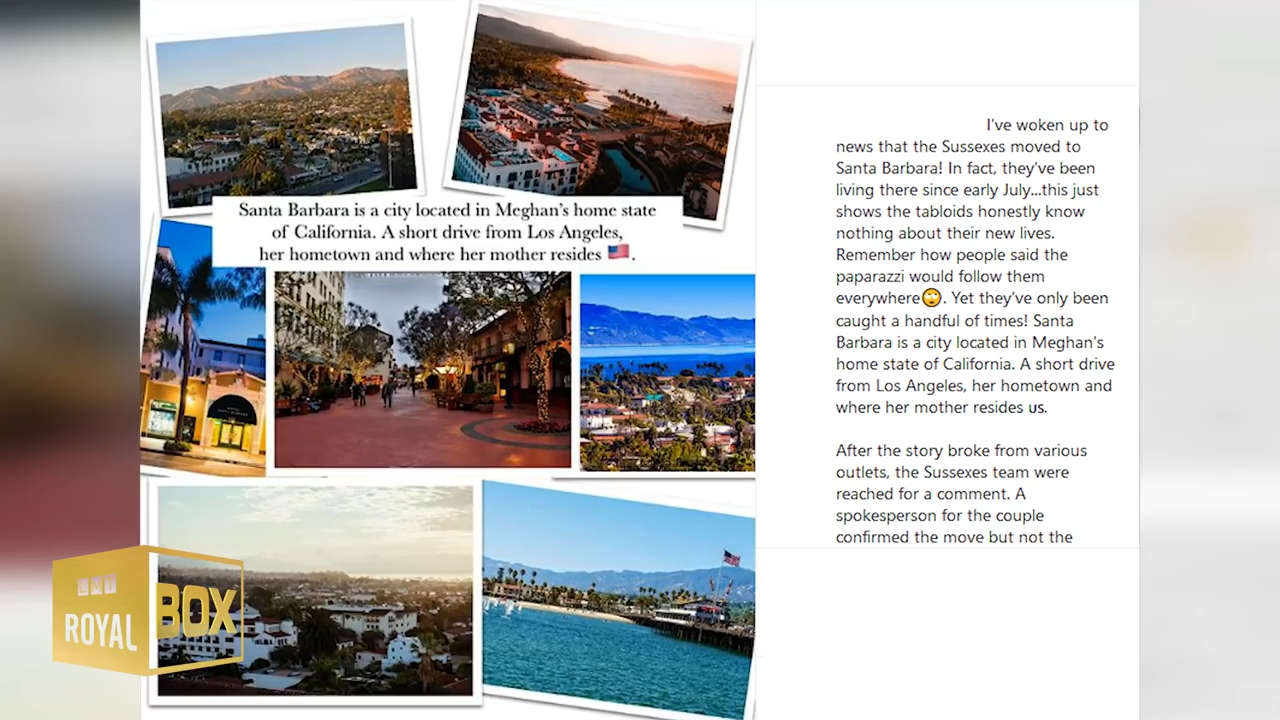 Santa Barbara is a city located in Meghan's home state
of California. A short drive from Los Angeles,
her hometown and where her mother resides 🇺🇸.
I've woken up to
news that the Sussexes moved to
Santa Barbara! In fact, they've been
living there since early July...this just
shows the tabloids honestly know
nothing about their new lives.
Remember how people said the
paparazzi would follow them
everywhere🙄. Yet they've only been
caught a handful of times! Santa
Barbara is a city located in Meghan's
home state of California. A short drive
from Los Angeles, her hometown and
where her mother resides us.
After the story broke from various
outlets, the Sussexes team were
reached for a comment. A
spokesperson for the couple
confirmed the move but not the
ROYAL
BOX